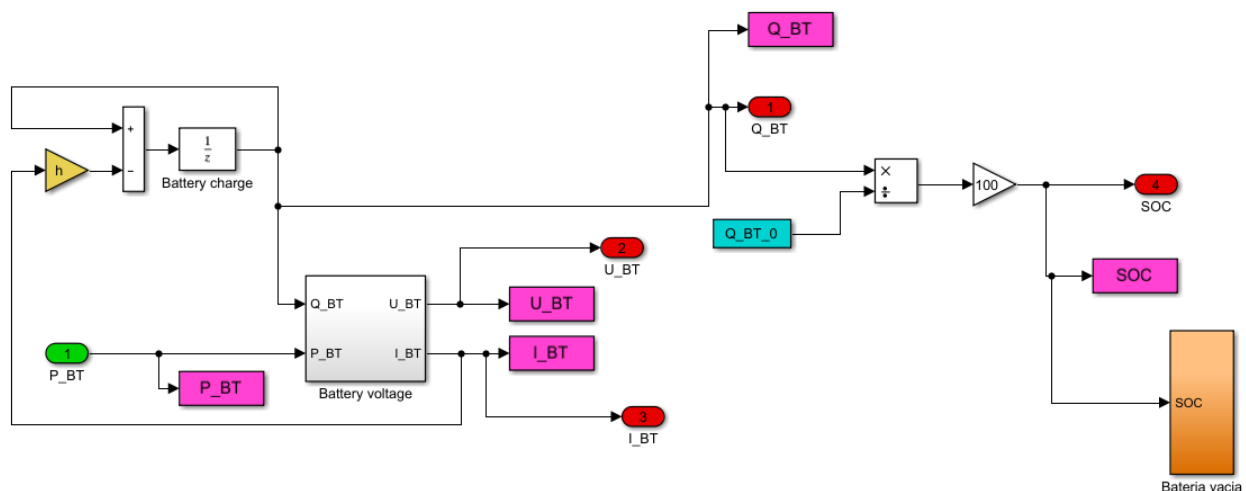 Q_BT
1
Q_BT
+
−
h
1
z
Battery charge
×
÷
100
4
SOC
Q_BT_0
2
U_BT
SOC
Q_BT
U_BT
U_BT
P_BT
I_BT
I_BT
1
P_BT
P_BT
Battery voltage
3
I_BT
SOC
Bateria vacia